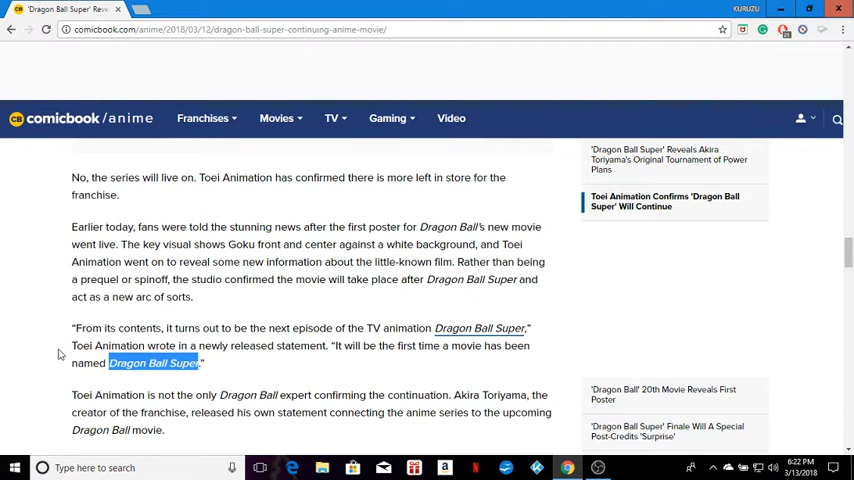 'Dragon Ball Super' Reve
KURUZU
comicbook.com/anime/2018/03/12/dragon-ball-super-continuing-anime-movie/
CB comicbook/anime Franchises Movies TV Gaming Video
No, the series will live on. Toei Animation has confirmed there is more left in store for the
franchise.
Earlier today, fans were told the stunning news after the first poster for Dragon Ball's new movie
went live. The key visual shows Goku front and center against a white background, and Toei
Animation went on to reveal some new information about the little-known film. Rather than being
a prequel or spinoff, the studio confirmed the movie will take place after Dragon Ball Super and
act as a new arc of sorts.
“From its contents, it turns out to be the next episode of the TV animation Dragon Ball Super,”
Toei Animation wrote in a newly released statement. “It will be the first time a movie has been
named Dragon Ball Super.”
Toei Animation is not the only Dragon Ball expert confirming the continuation. Akira Toriyama, the
creator of the franchise, released his own statement connecting the anime series to the upcoming
Dragon Ball movie.
'Dragon Ball Super' Reveals Akira
Toriyama's Original Tournament of Power
Plans
Toei Animation Confirms 'Dragon Ball
Super' Will Continue
'Dragon Ball' 20th Movie Reveals First
Poster
'Dragon Ball Super' Finale Will A Special
Post-Credits 'Surprise'
Type here to search
6:22 PM
3/13/2018